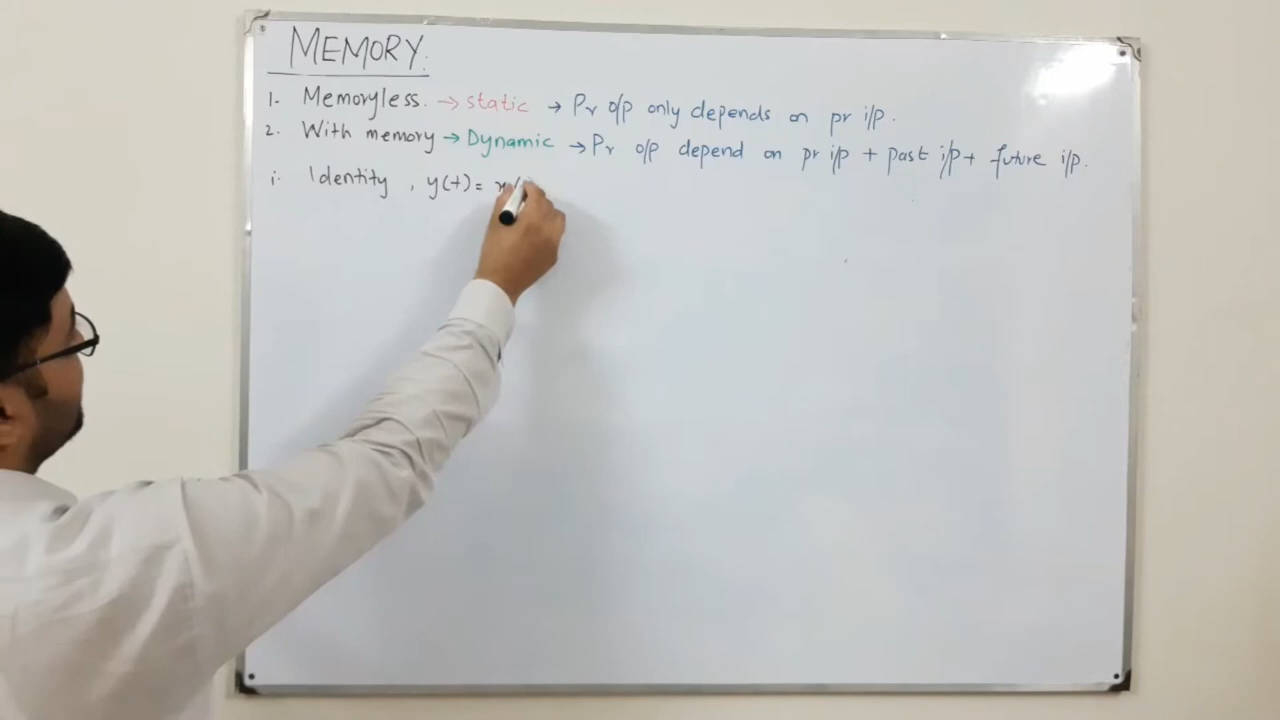 MEMORY:
1. Memoryless. → static → Pr o/p only depends on pr i/p.
2. With memory → Dynamic → Pr o/p depend on pr i/p + past i/p + future i/p.
i. Identity, y(t) = x(